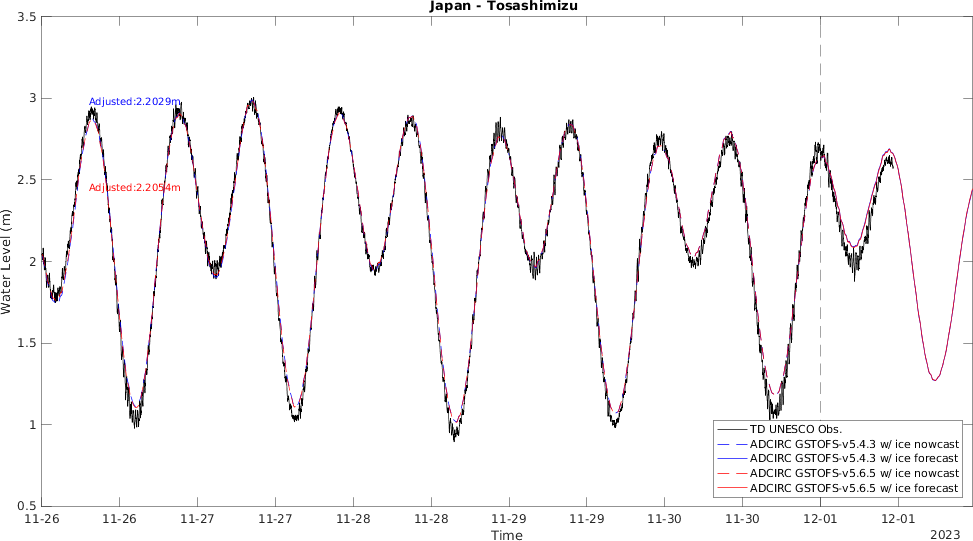 Japan - Tosashimizu
3.5
3
2.5
2
1.5
1
0.5
Water Level (m)
Adjusted:2.2029m
Adjusted:2.2054m
TD UNESCO Obs.
ADCIRC GSTOFS-v5.4.3 w/ ice nowcast
ADCIRC GSTOFS-v5.4.3 w/ ice forecast
ADCIRC GSTOFS-v5.6.5 w/ ice nowcast
ADCIRC GSTOFS-v5.6.5 w/ ice forecast
11-26 11-26 11-27 11-27 11-28 11-28 11-29 11-29 11-30 11-30 12-01 12-01
Time
2023